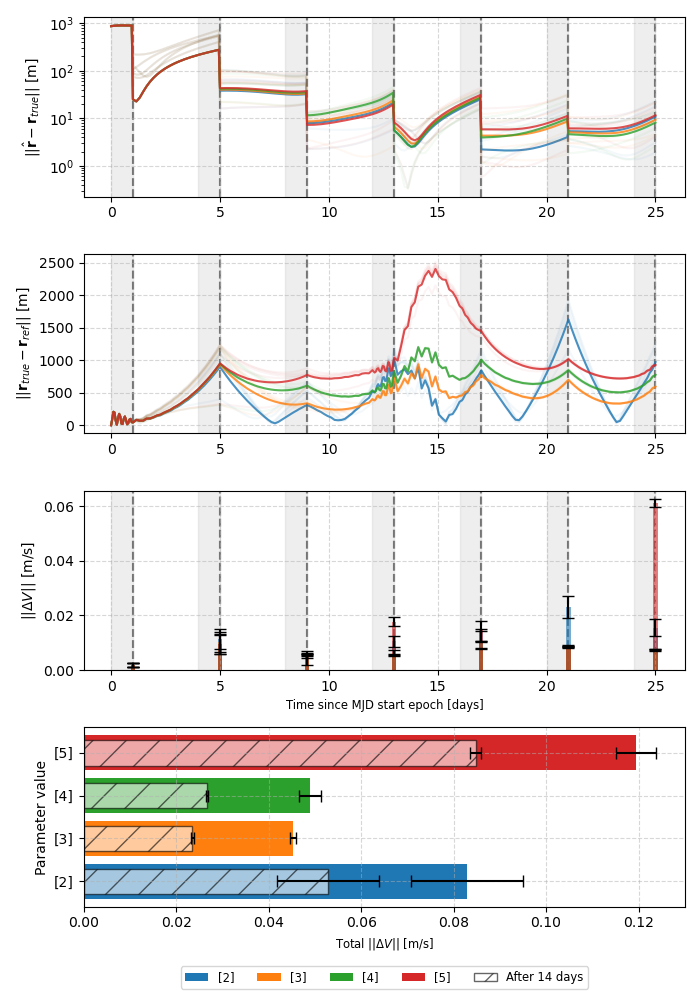 10³
10²
10¹
10⁰
||r̂ − r_true|| [m]
0 5 10 15 20 25
2500
2000
1500
1000
500
0
||r_true − r_ref|| [m]
0 5 10 15 20 25
0.06
0.04
0.02
0.00
||ΔV|| [m/s]
0 5 10 15 20 25
Time since MJD start epoch [days]
[5]
[4]
[3]
[2]
Parameter value
0.00 0.02 0.04 0.06 0.08 0.10 0.12
Total ||ΔV|| [m/s]
[2] [3] [4] [5] After 14 days